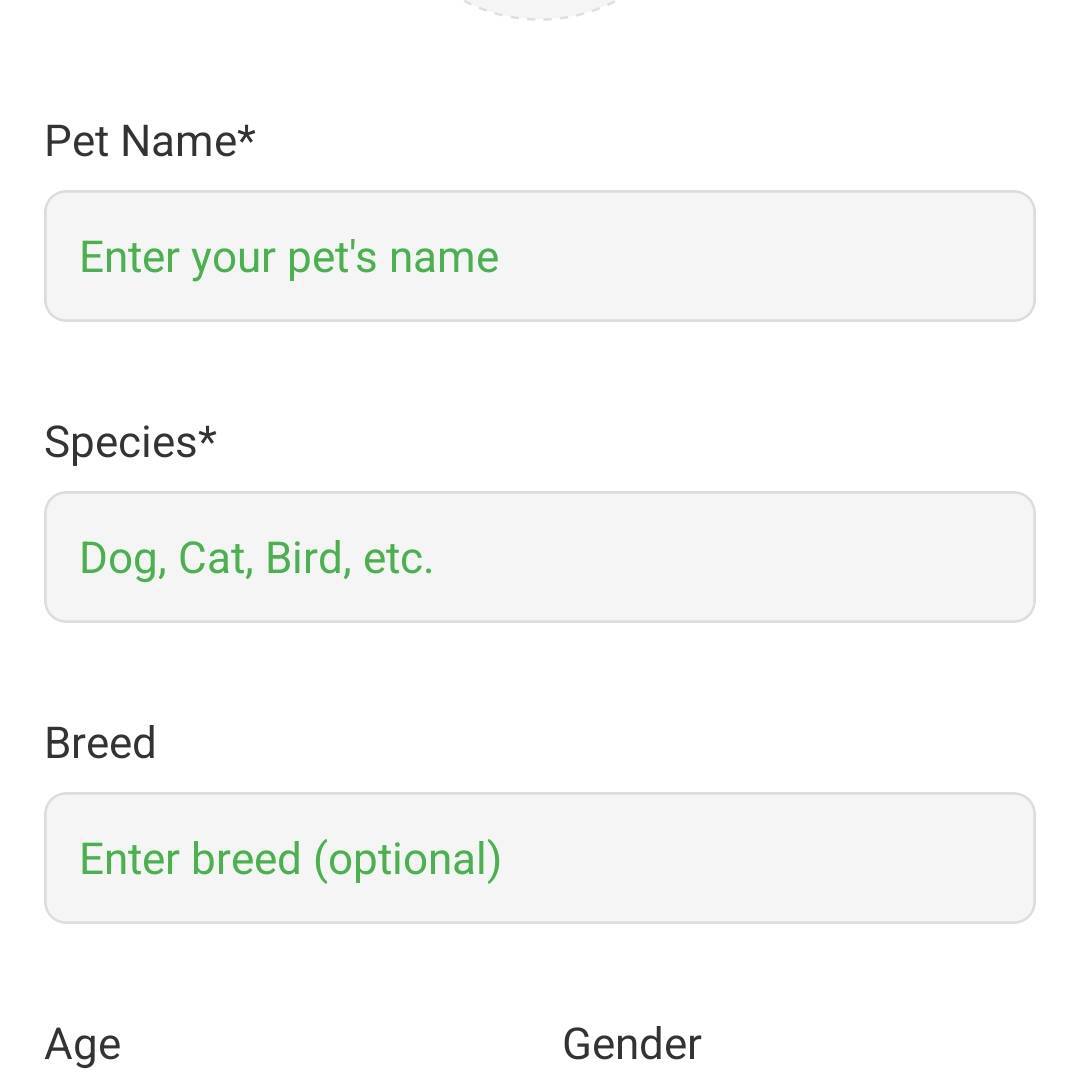 Pet Name*
Enter your pet's name
Species*
Dog, Cat, Bird, etc.
Breed
Enter breed (optional)
Age Gender